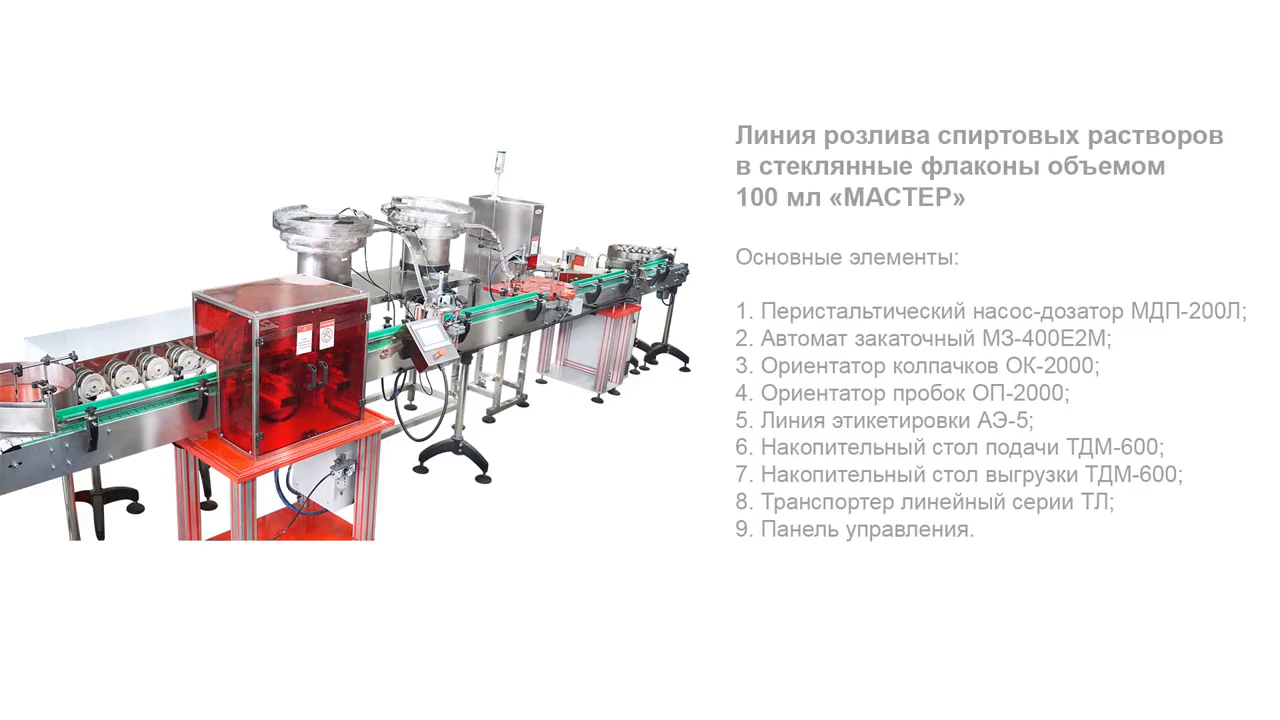 Линия розлива спиртовых растворов
в стеклянные флаконы объемом
100 мл «МАСТЕР»
Основные элементы:
1. Перистальтический насос-дозатор МДП-200Л;
2. Автомат закаточный МЗ-400Е2М;
3. Ориентатор колпачков ОК-2000;
4. Ориентатор пробок ОП-2000;
5. Линия этикетировки АЭ-5;
6. Накопительный стол подачи ТДМ-600;
7. Накопительный стол выгрузки ТДМ-600;
8. Транспортер линейный серии ТЛ;
9. Панель управления.